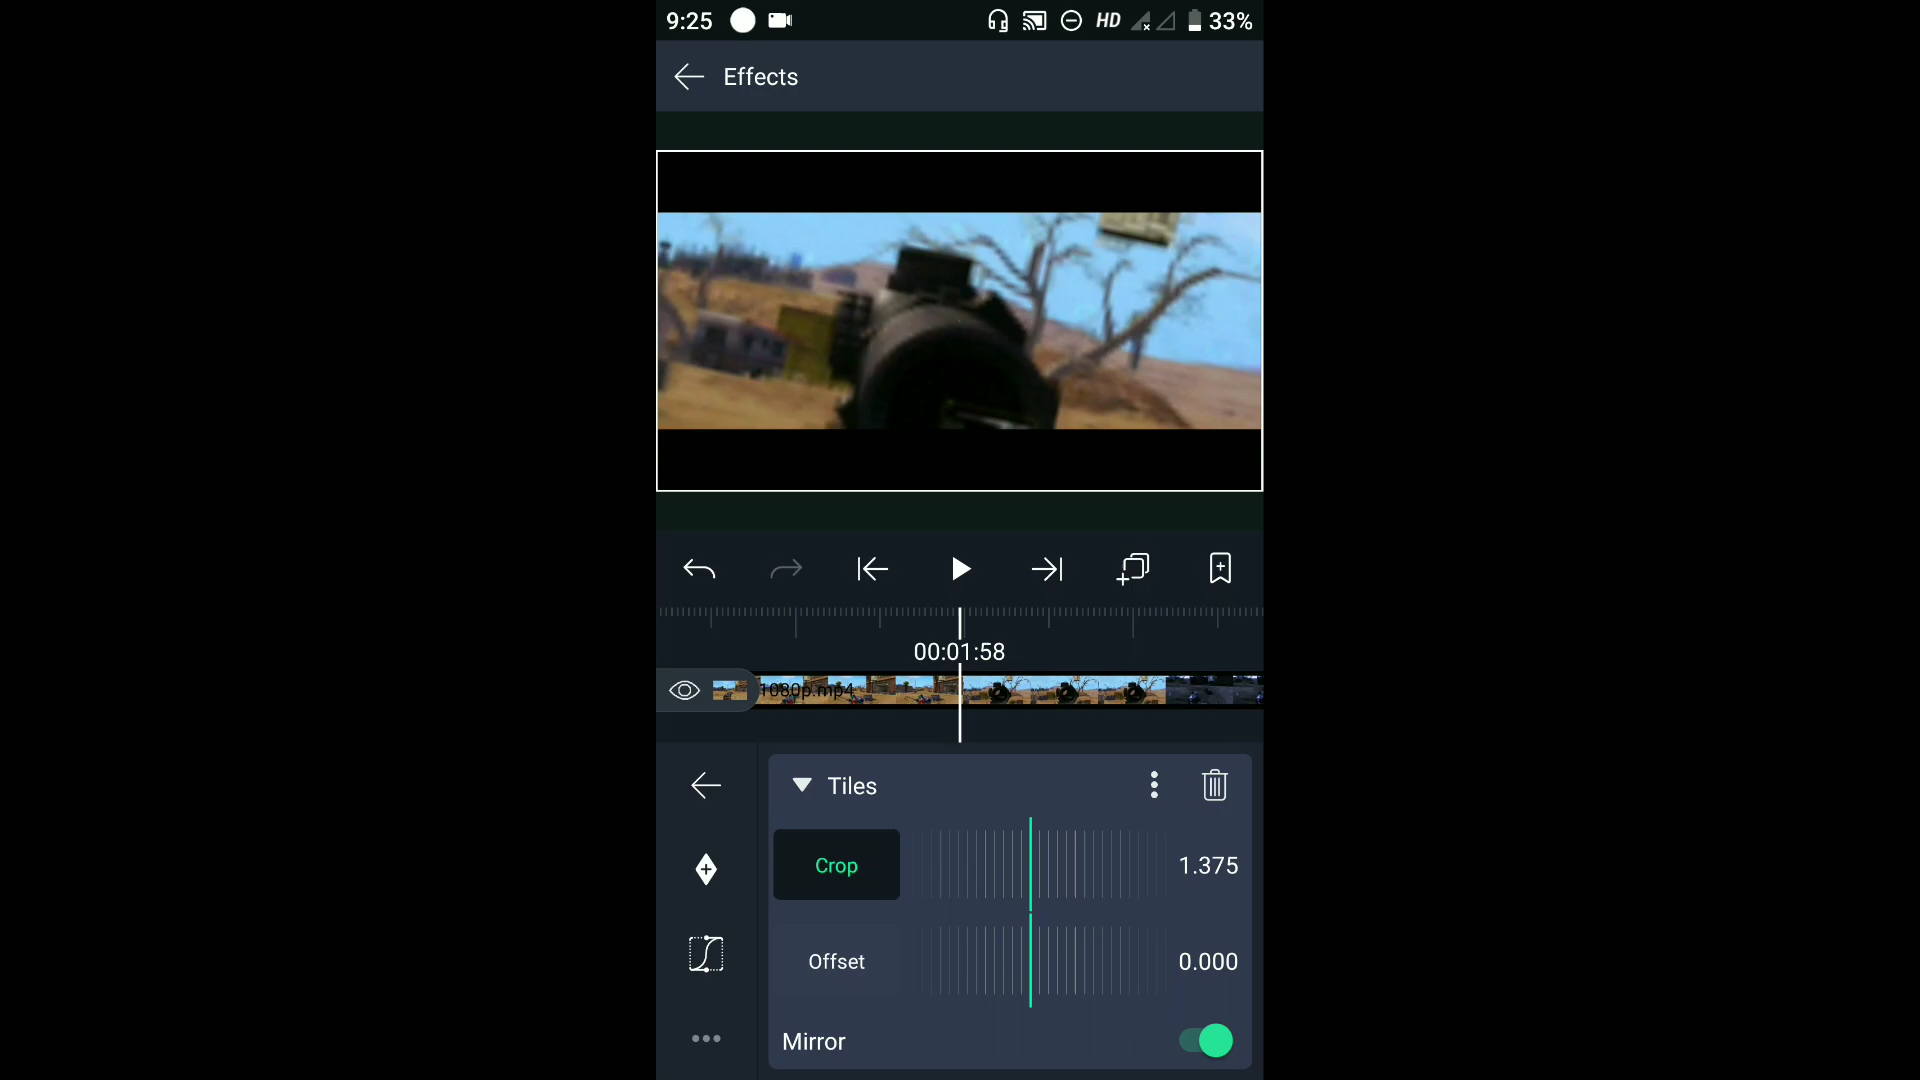 9:25
HD
33%
Effects
00:01:58
1080p.mp4
Tiles
Crop
1.375
Offset
0.000
Mirror